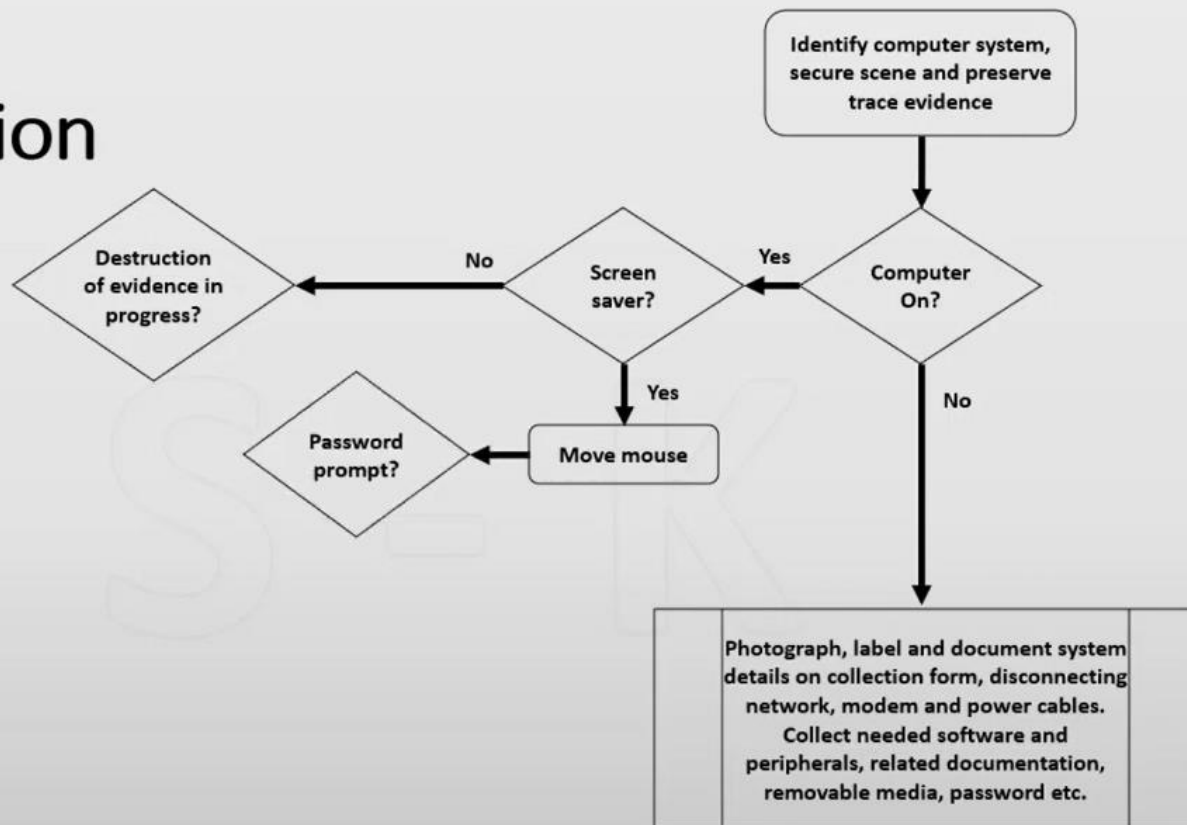 ion
Identify computer system,
secure scene and preserve
trace evidence
Computer
On?
Yes
No
Screen
saver?
No
Yes
Destruction
of evidence in
progress?
Move mouse
Password
prompt?
Photograph, label and document system
details on collection form, disconnecting
network, modem and power cables.
Collect needed software and
peripherals, related documentation,
removable media, password etc.
S - K